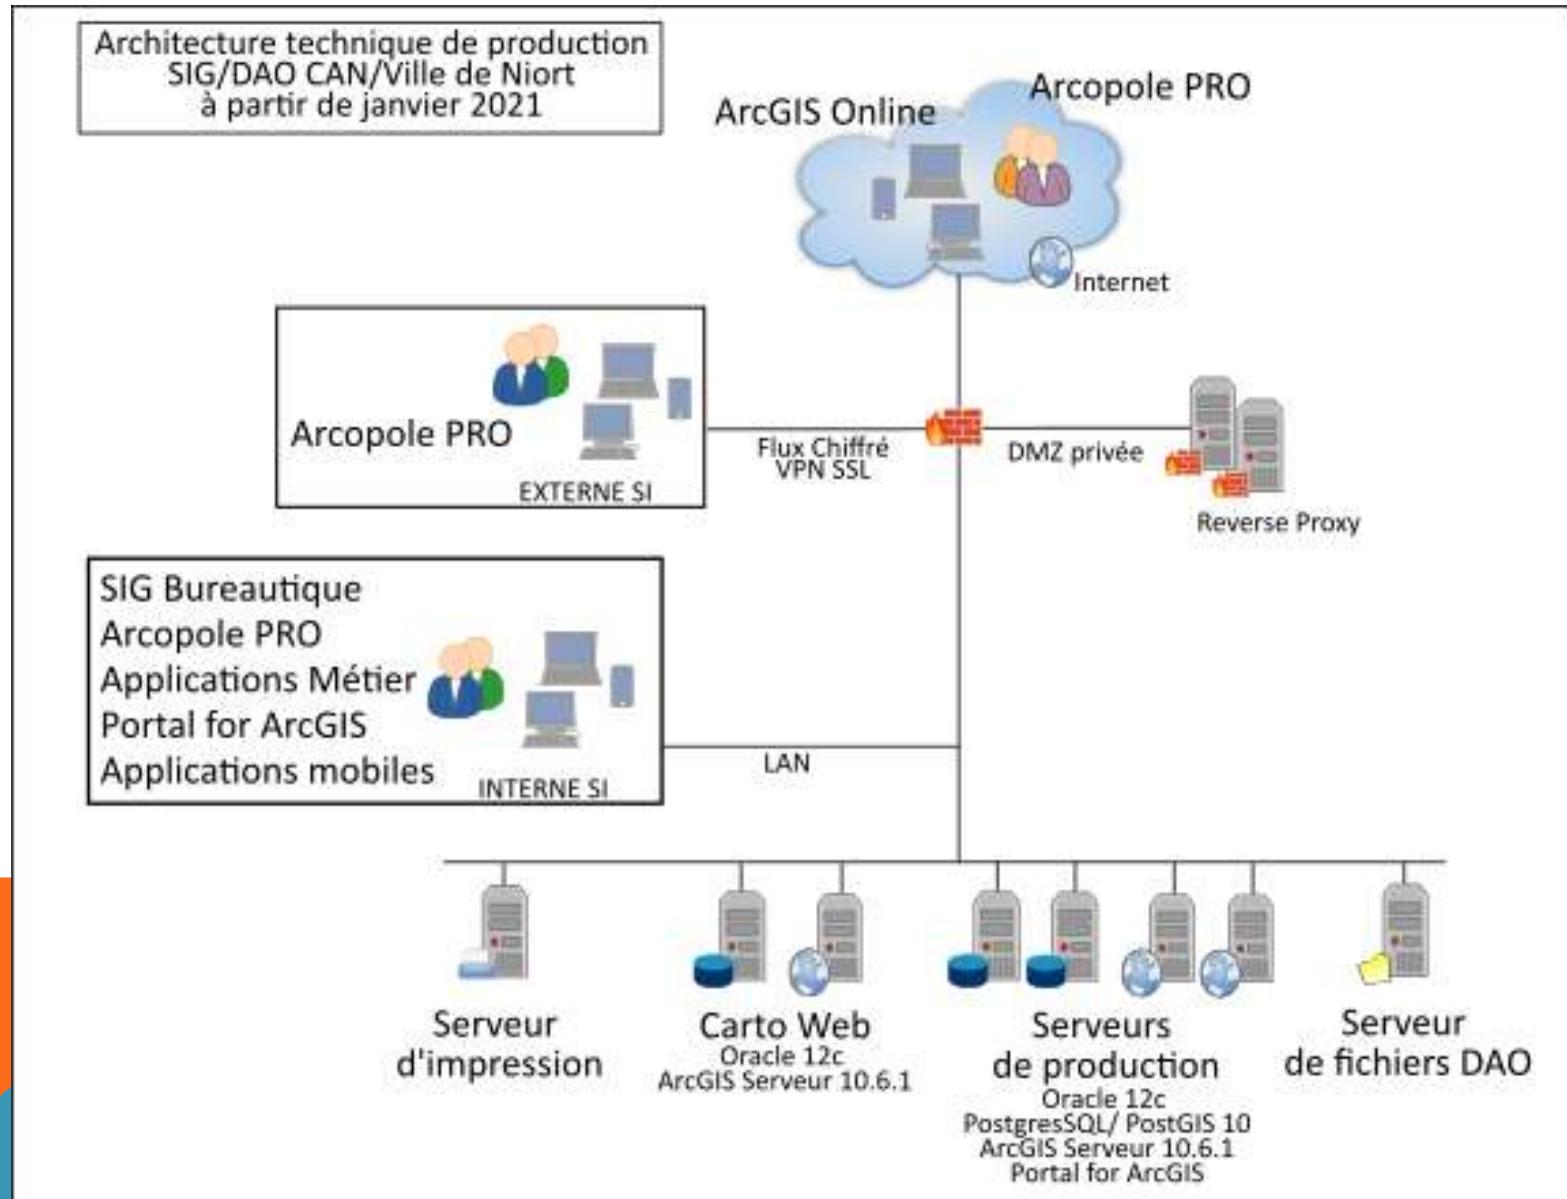 Architecture technique de production
SIG/DAO CAN/Ville de Niort
à partir de janvier 2021
Arcopole PRO
ArcGIS Online
Internet
Arcopole PRO
EXTERNE SI
Flux Chiffré
VPN SSL
DMZ privée
Reverse Proxy
SIG Bureautique
Arcopole PRO
Applications Métier
Portal for ArcGIS
Applications mobiles
INTERNE SI
LAN
Serveur
d'impression
Carto Web
Oracle 12c
ArcGIS Serveur 10.6.1
Serveurs
de production
Oracle 12c
PostgresSQL/ PostGIS 10
ArcGIS Serveur 10.6.1
Portal for ArcGIS
Serveur
de fichiers DAO